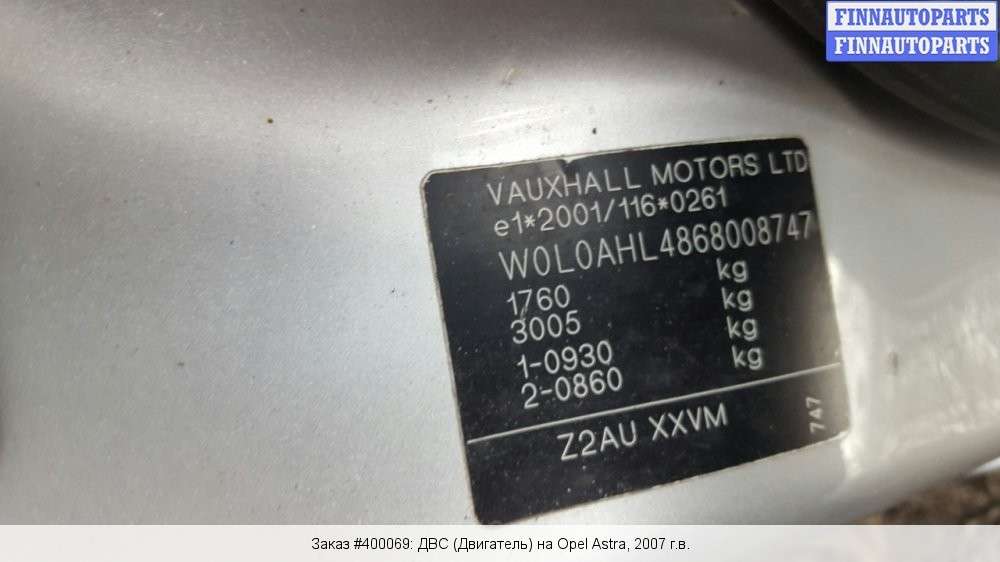 FINNAUTOPARTS
FINNAUTOPARTS
VAUXHALL MOTORS LTD
e1*2001/116*0261
W0L0AHL4868008747
1760 kg
3005 kg
1-0930 kg
2-0860 kg
Z2AU XXVM
747
Заказ #400069: ДВС (Двигатель) на Opel Astra, 2007 г.в.